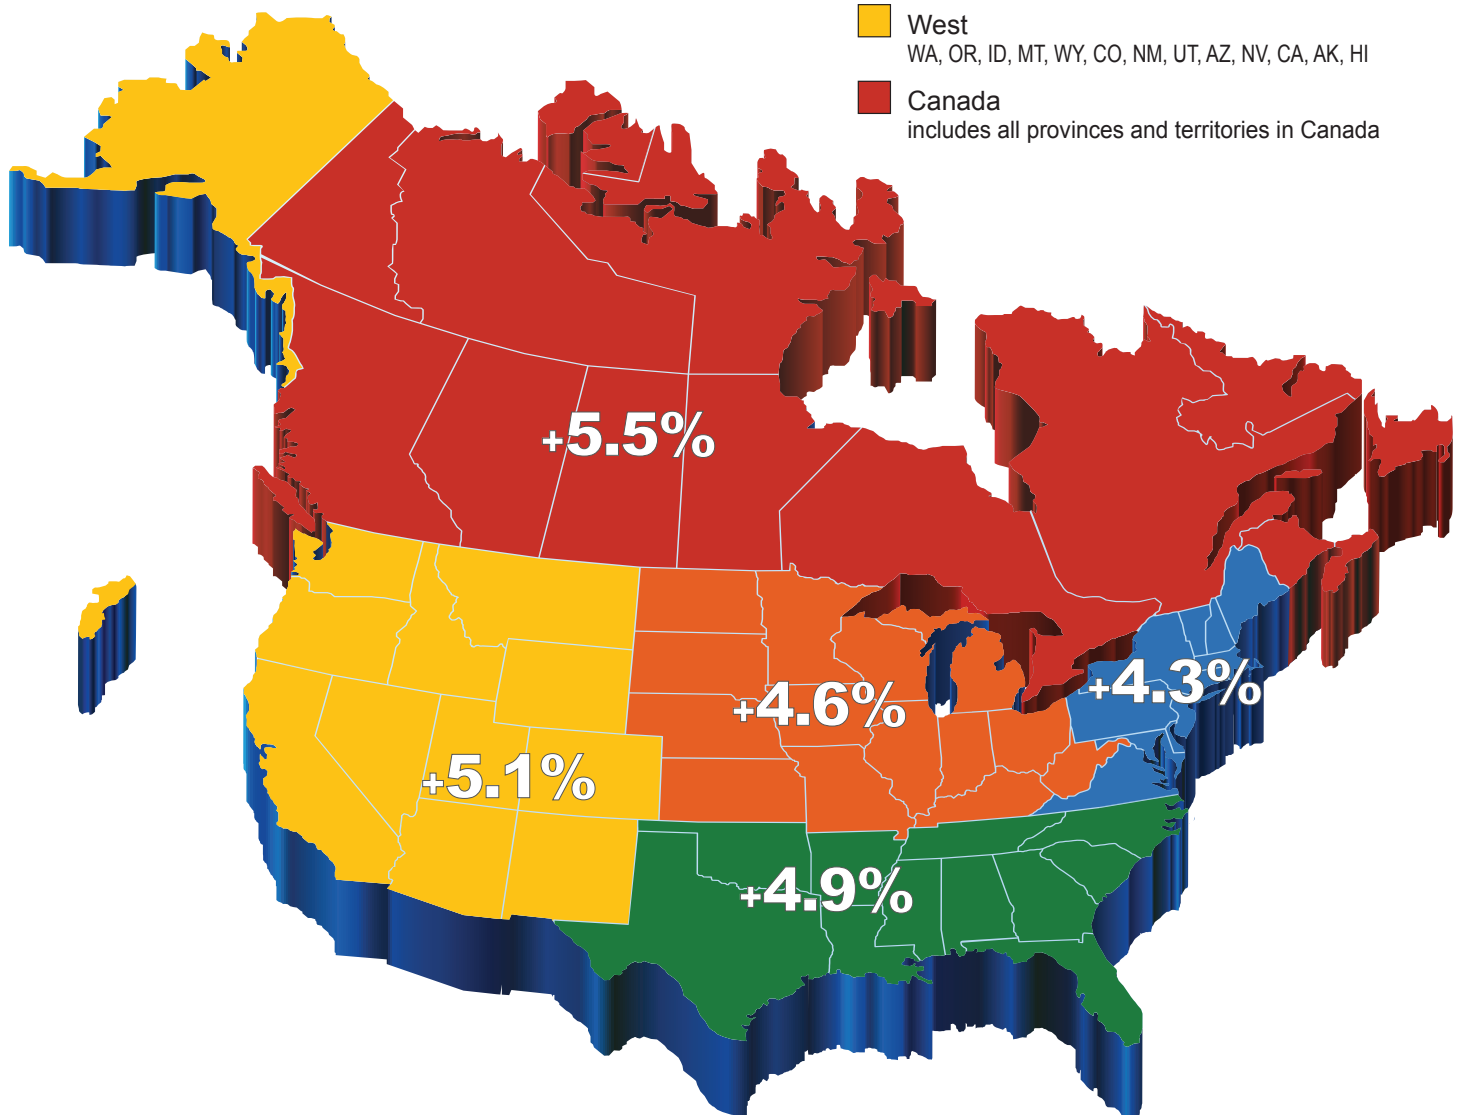 West
WA, OR, ID, MT, WY, CO, NM, UT, AZ, NV, CA, AK, HI
Canada
includes all provinces and territories in Canada
+5.5%
+4.3%
+4.6%
+5.1%
+4.9%